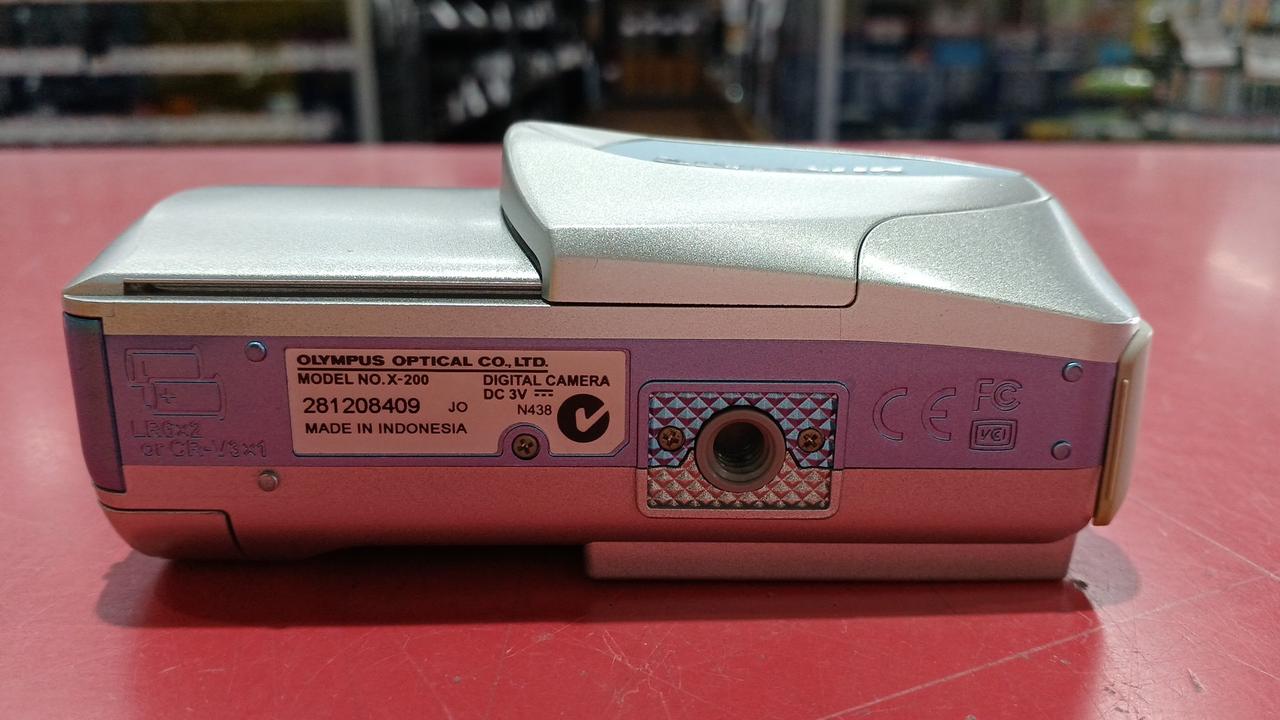 LR6×2
or CR-V3×1
OLYMPUS OPTICAL CO., LTD.
MODEL NO. X-200
DIGITAL CAMERA
DC 3V ⎓
281208409 JO
N438
MADE IN INDONESIA
CE
FC
VCI